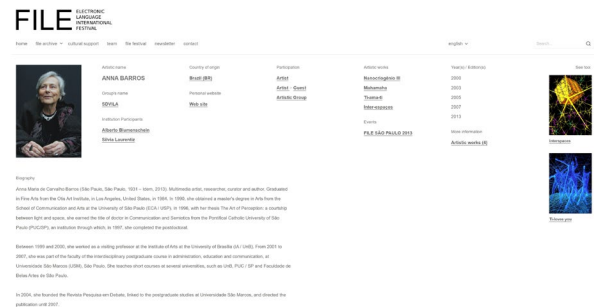 FILE ELECTRONIC
LANGUAGE
INTERNATIONAL
FESTIVAL
home file archive cultural support team file festival newsletter contact
english
Search...
Artistic name
ANNA BARROS
Groups name
SDVILA
Institution Participants
Alberto Blumenschein
Silvia Laurentiz
Country of origin
Brazil (BR)
Personal website
Web site
Participation
Artist
Artist - Guest
Artistic Group
Artistic works
Mahamaha
Inter-espaços
Events
FILE SÃO PAULO 2013
Year(s) / Edition(s)
2000
2003
2005
2007
2013
More information
Artistic works (4)
See too
Interspaces
Biography
Anna Maria de Carvalho Barros (São Paulo, São Paulo, 1931 – Idem, 2013). Multimedia artist, researcher, curator and author. Graduated
in Fine Arts from the Otis Art Institute, in Los Angeles, United States, in 1984. In 1990, she obtained a master's degree in Arts from the
School of Communication and Arts at the University of São Paulo (ECA / USP). In 1996, with her thesis The Art of Perception: a courtship
between light and space, she earned the title of doctor in Communication and Semiotics from the Pontifical Catholic University of São
Paulo (PUC/SP), an institution through which, in 1997, she completed the postdoctoral.
Between 1999 and 2000, she worked as a visiting professor at the Institute of Arts at the University of Brasília (IA / UnB). From 2001 to
2007, she was part of the faculty of the interdisciplinary postgraduate course in administration, education and communication, at
Universidade São Marcos (USM), São Paulo. She teaches short courses at several universities, such as UnB, PUC / SP and Faculdade de
Belas Artes de São Paulo.
In 2004, she founded the Revista Pesquisa em Debate, linked to the postgraduate studies at Universidade São Marcos, and directed the
publication until 2007.